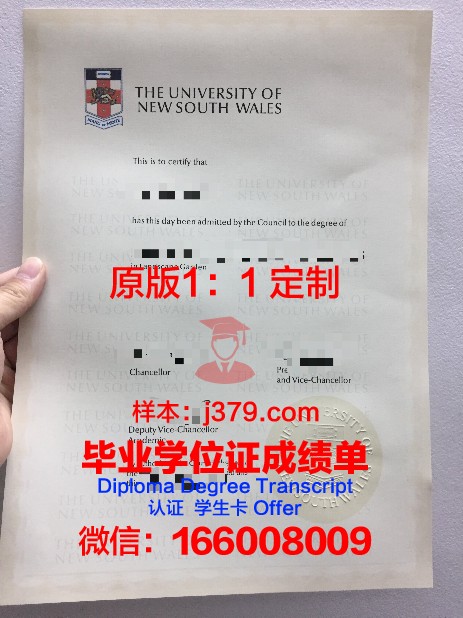 THE UNIVERSITY OF
NEW SOUTH WALES
This is to certify that
has this day been admitted by the Council to the degree of
in Landscape Garden
原版1：1 定制
Chancellor
and Vice-Chancellor
样本：j379.com
Deputy Vice-Chancellor
Academic
毕业学位证成绩单
Diploma Degree Transcript
认证 学生卡 Offer
微信：166008009